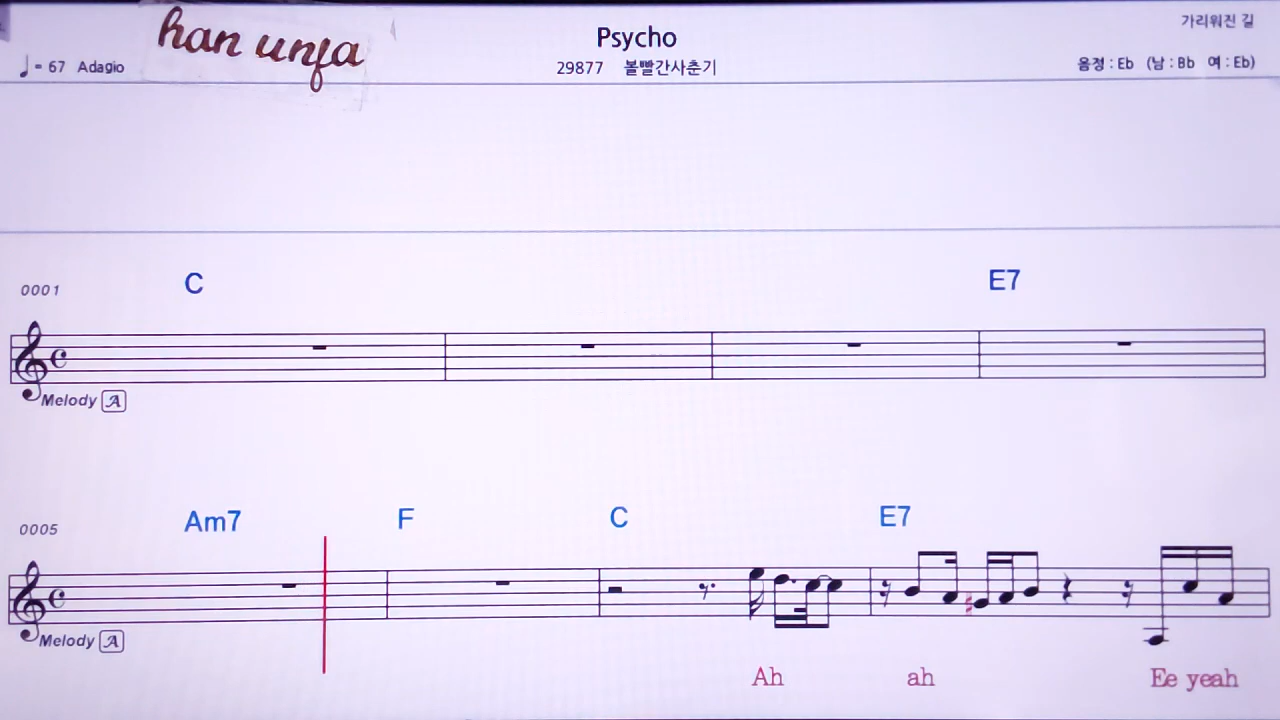 han unfa
Psycho
가리워진 길
♩ = 67 Adagio
29877 볼빨간사춘기
음정 : Eb (남 : Bb 여 : Eb)
0001
C
E7
Melody A
0005
Am7
F
C
E7
Melody A
Ah ah Ee yeah